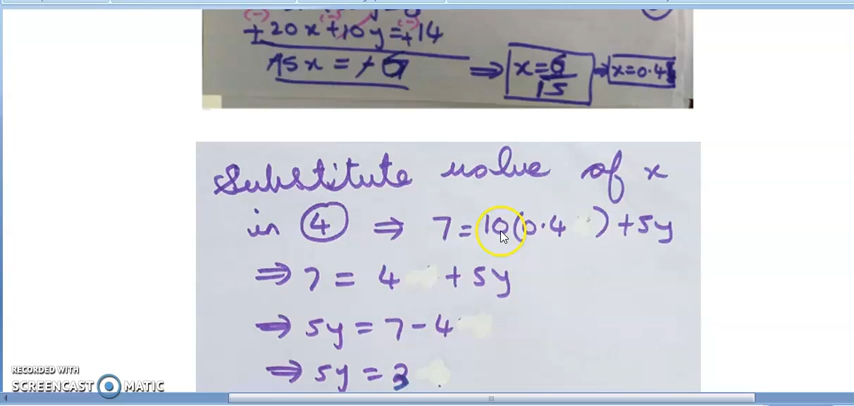 +20x+10y=+14
15x = +6 ⇒ x=6/15 → x=0.4
Substitute value of x
in ④ ⇒ 7 = 10(0.4 ) + 5y
⇒ 7 = 4 + 5y
⇒ 5y = 7 - 4
⇒ 5y = 3
RECORDED WITH
SCREENCAST MATIC